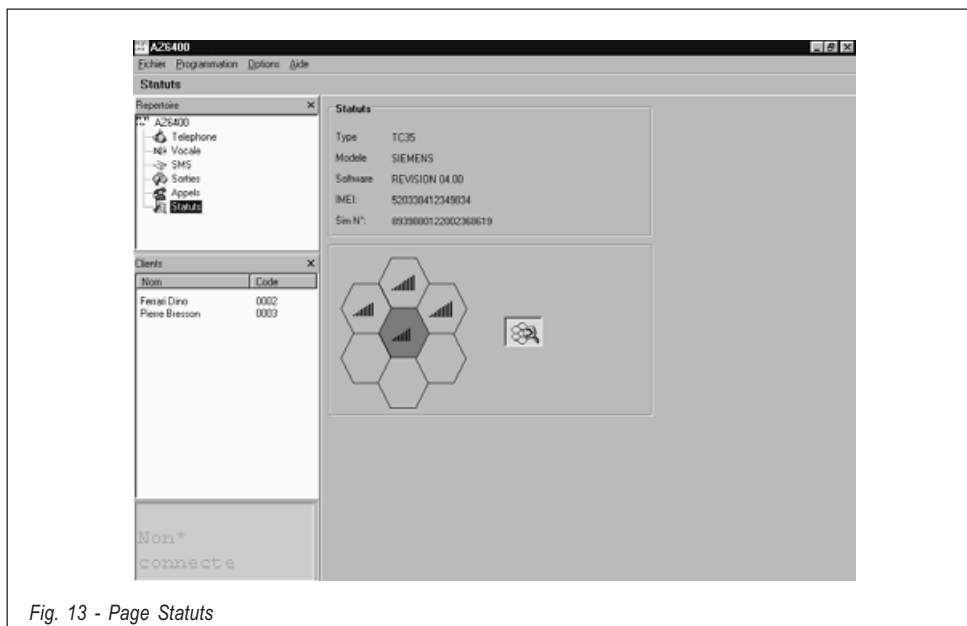 AZ6400
Fichier Programmation Options Aide
Statuts
Repertoire
AZ6400
Telephone
Vocale
SMS
Sorties
Appels
Statuts
Clients
Nom Code
Ferrari Dino 0002
Pierre Bresson 0003
Non*
connecte
Statuts
Type TC35
Modele SIEMENS
Software REVISION 04.00
IMEI: 520338412349834
Sim N°: 8939880122002368619
Fig. 13 - Page Statuts